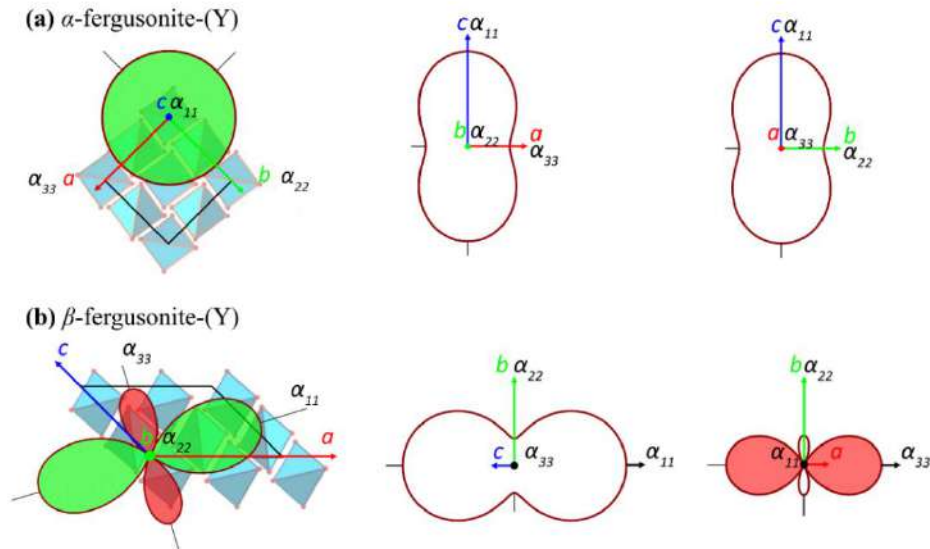 (a) α-fergusonite-(Y)
c α₁₁
α₃₃ a
b α₂₂
c α₁₁
b α₂₂ a
α₃₃
c α₁₁
a α₃₃ b
α₂₂
(b) β-fergusonite-(Y)
c
α₃₃
α₁₁
b α₂₂
a
b α₂₂
c α₃₃
α₁₁
b α₂₂
α₁₁ a
α₃₃